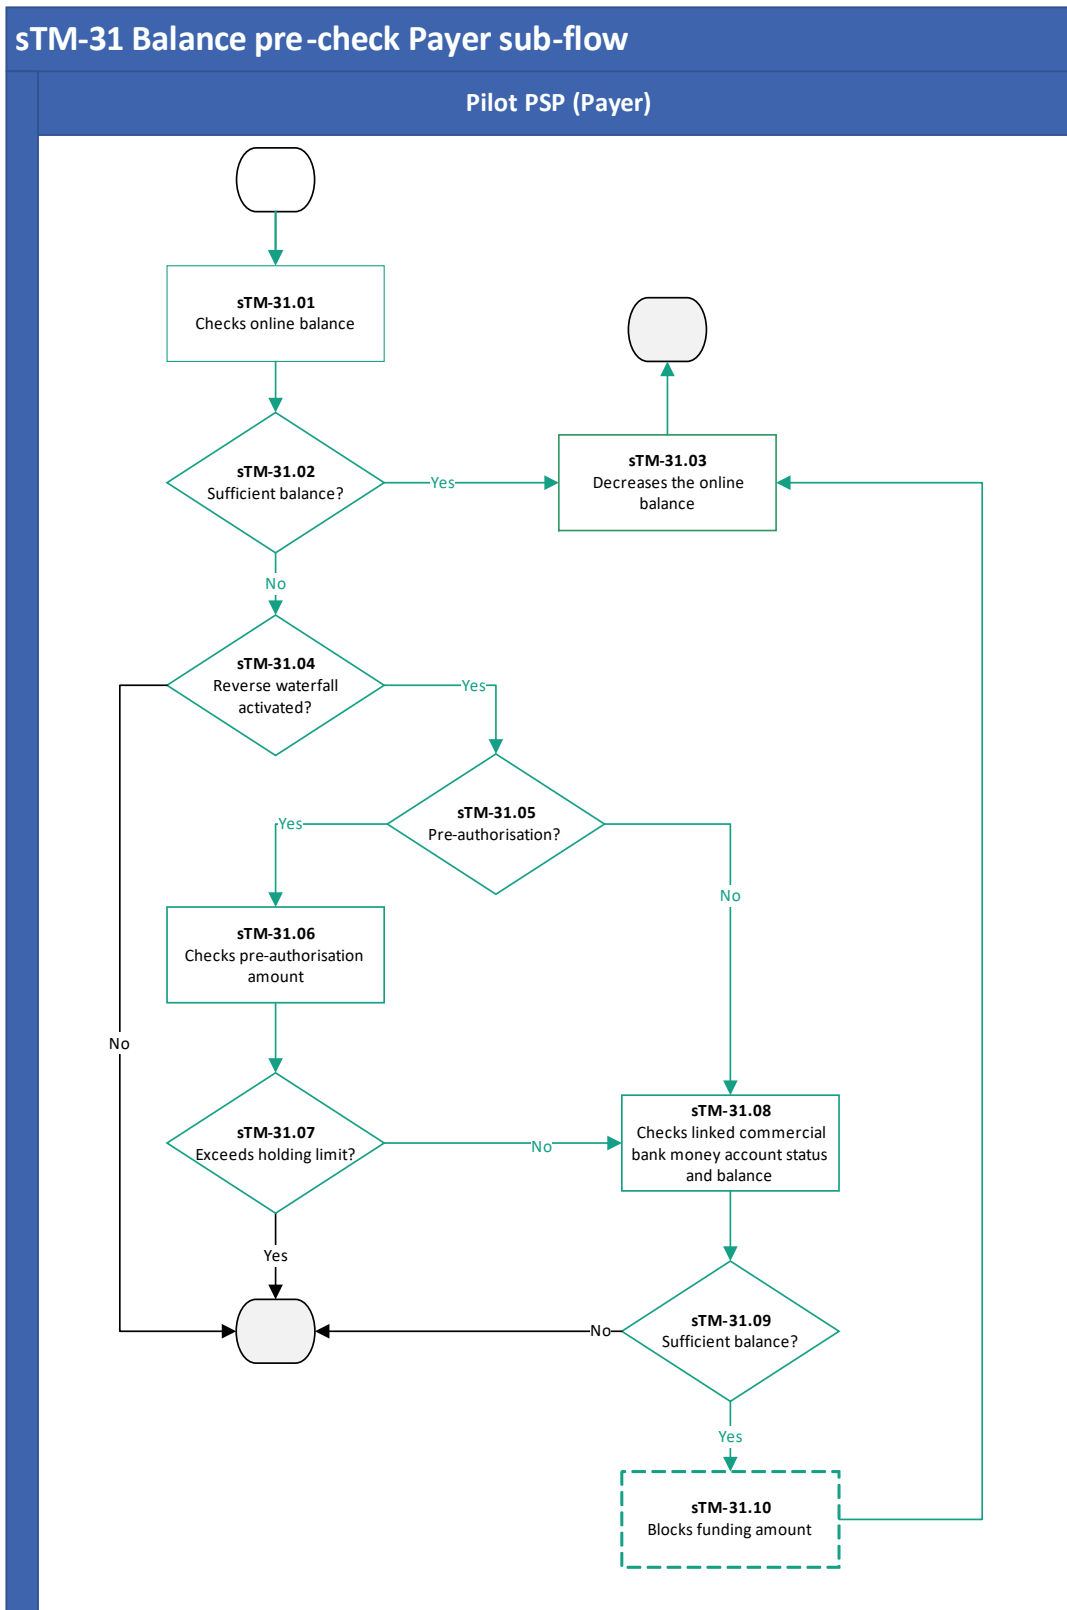 sTM-31 Balance pre-check Payer sub-flow
Pilot PSP (Payer)
sTM-31.01
Checks online balance
sTM-31.02
Sufficient balance?
Yes
sTM-31.03
Decreases the online
balance
No
sTM-31.04
Reverse waterfall
activated?
Yes
sTM-31.05
Pre-authorisation?
Yes
No
sTM-31.06
Checks pre-authorisation
amount
No
sTM-31.07
Exceeds holding limit?
No
sTM-31.08
Checks linked commercial
bank money account status
and balance
Yes
sTM-31.09
Sufficient balance?
No
Yes
sTM-31.10
Blocks funding amount